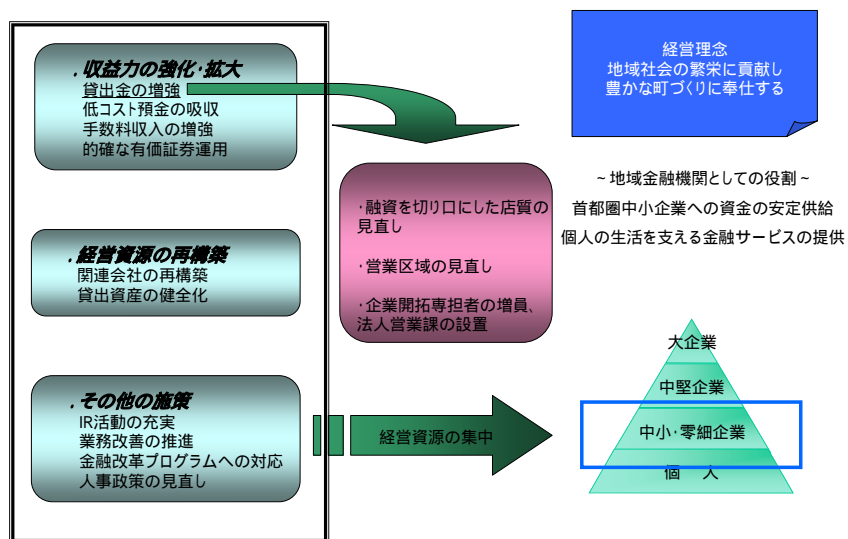 ．収益力の強化・拡大
貸出金の増強
低コスト預金の吸収
手数料収入の増強
的確な有価証券運用
．経営資源の再構築
関連会社の再構築
貸出資産の健全化
．その他の施策
IR活動の充実
業務改善の推進
金融改革プログラムへの対応
人事政策の見直し
・融資を切り口にした店質の
見直し
・営業区域の見直し
・企業開拓専担者の増員、
法人営業課の設置
経営資源の集中
経営理念
地域社会の繁栄に貢献し
豊かな町づくりに奉仕する
~地域金融機関としての役割~
首都圏中小企業への資金の安定供給
個人の生活を支える金融サービスの提供
大企業
中堅企業
中小・零細企業
個　人